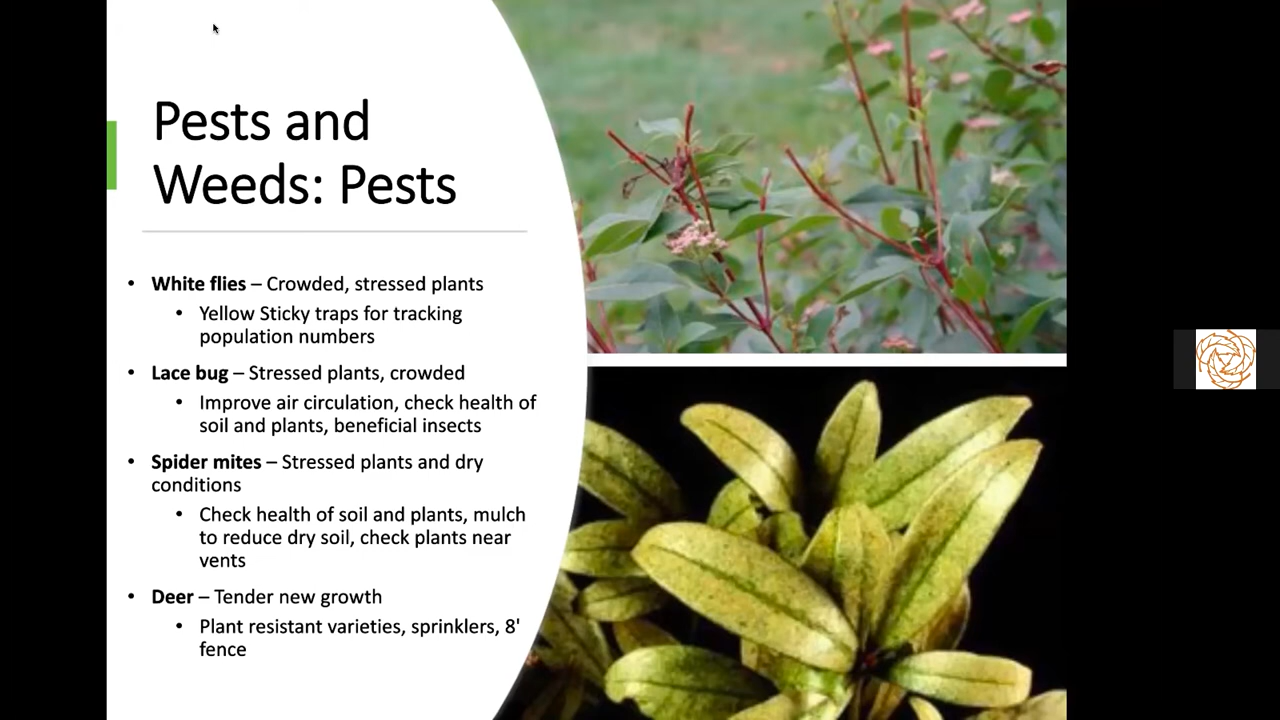 Pests and
Weeds: Pests
• White flies – Crowded, stressed plants
• Yellow Sticky traps for tracking
population numbers
• Lace bug – Stressed plants, crowded
• Improve air circulation, check health of
soil and plants, beneficial insects
• Spider mites – Stressed plants and dry
conditions
• Check health of soil and plants, mulch
to reduce dry soil, check plants near
vents
• Deer – Tender new growth
• Plant resistant varieties, sprinklers, 8'
fence